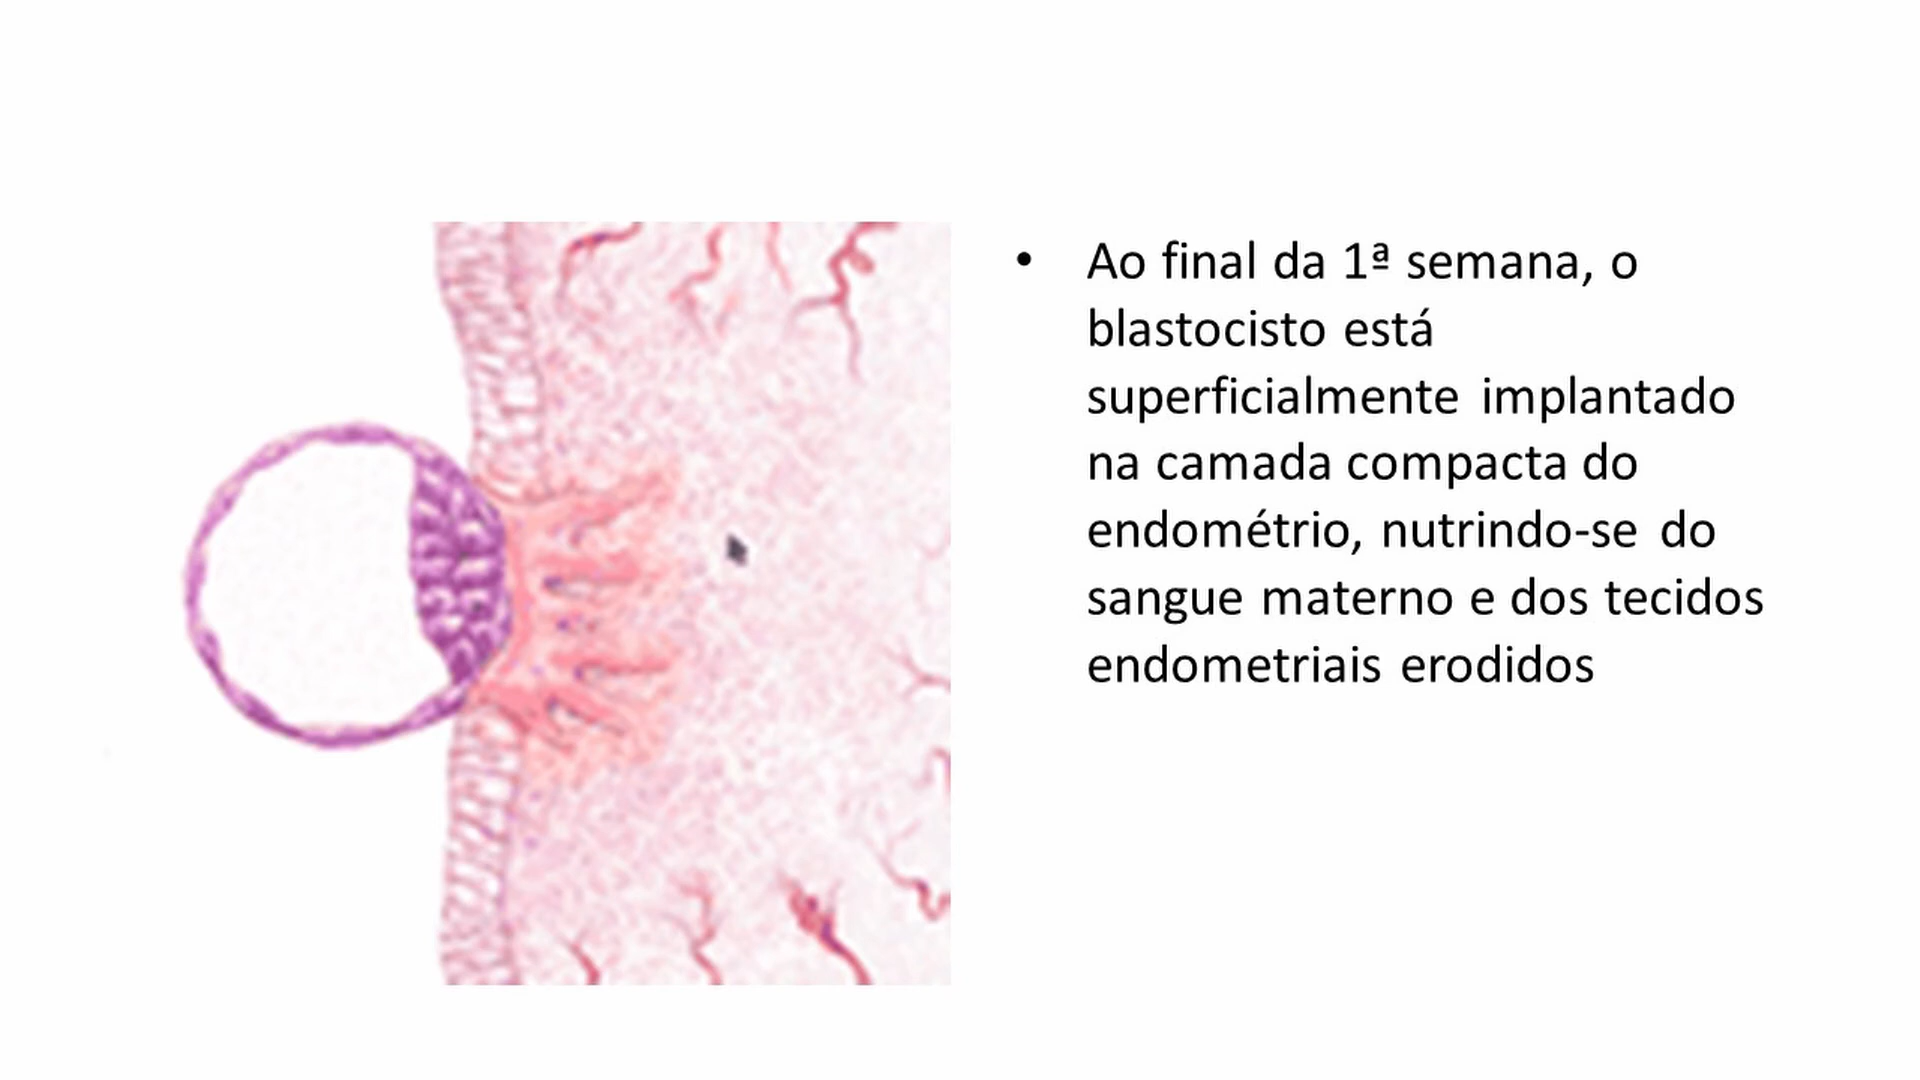 • Ao final da 1ª semana, o
blastocisto está
superficialmente implantado
na camada compacta do
endométrio, nutrindo-se do
sangue materno e dos tecidos
endometriais erodidos